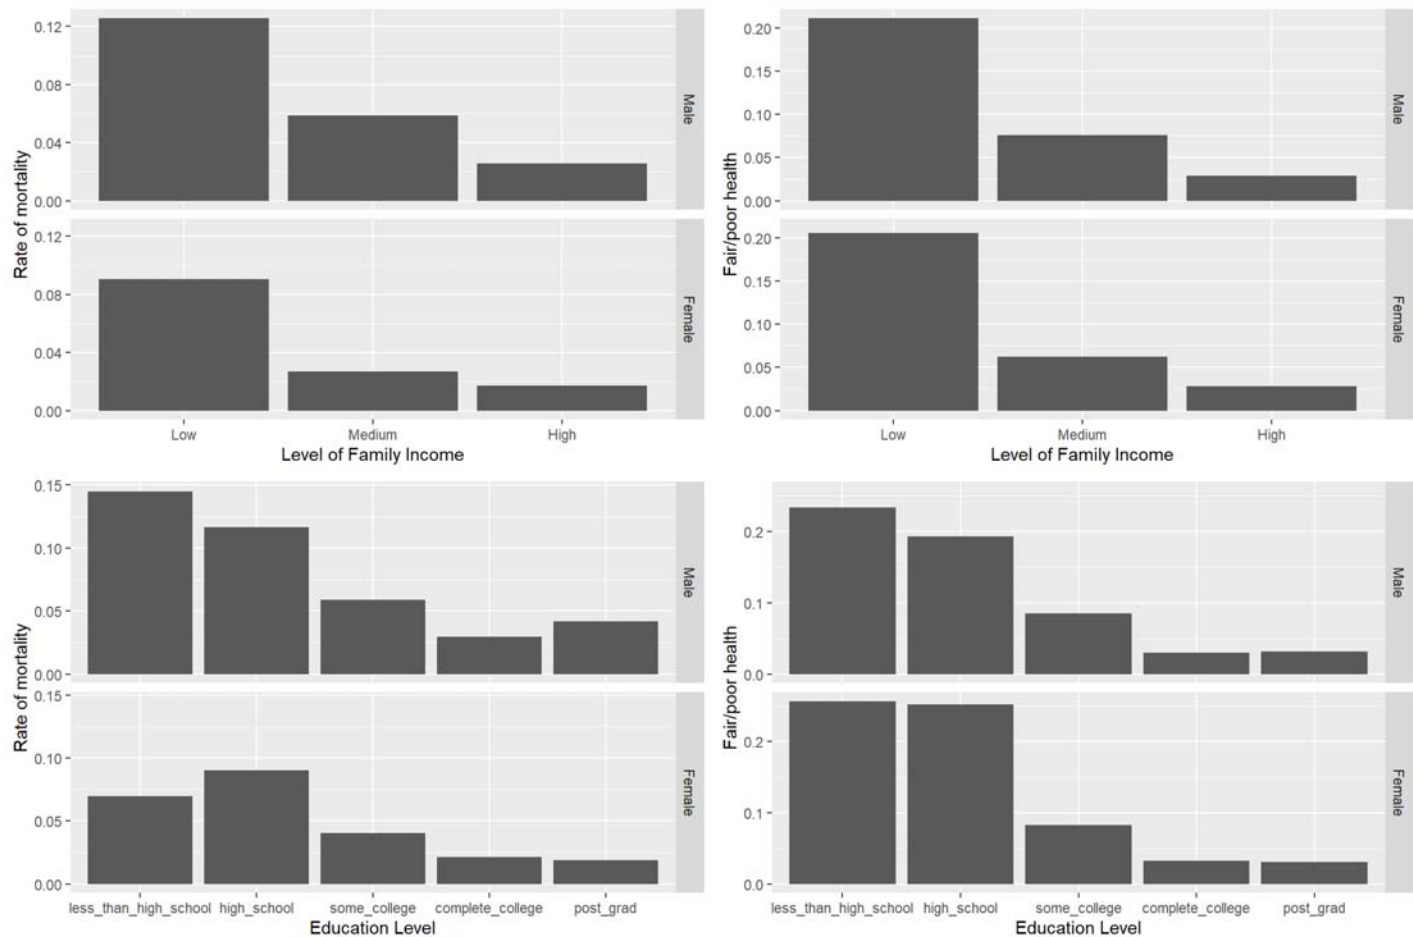 0.12
0.08
0.04
0.00
Male
0.12
0.08
0.04
0.00
Female
Rate of mortality
Low Medium High
Level of Family Income
0.20
0.15
0.10
0.05
0.00
Male
0.20
0.15
0.10
0.05
0.00
Female
Fair/poor health
Low Medium High
Level of Family Income
0.15
0.10
0.05
0.00
Male
0.15
0.10
0.05
0.00
Female
Rate of mortality
less_than_high_school high_school some_college complete_college post_grad
Education Level
0.2
0.1
0.0
Male
0.2
0.1
0.0
Female
Fair/poor health
less_than_high_school high_school some_college complete_college post_grad
Education Level